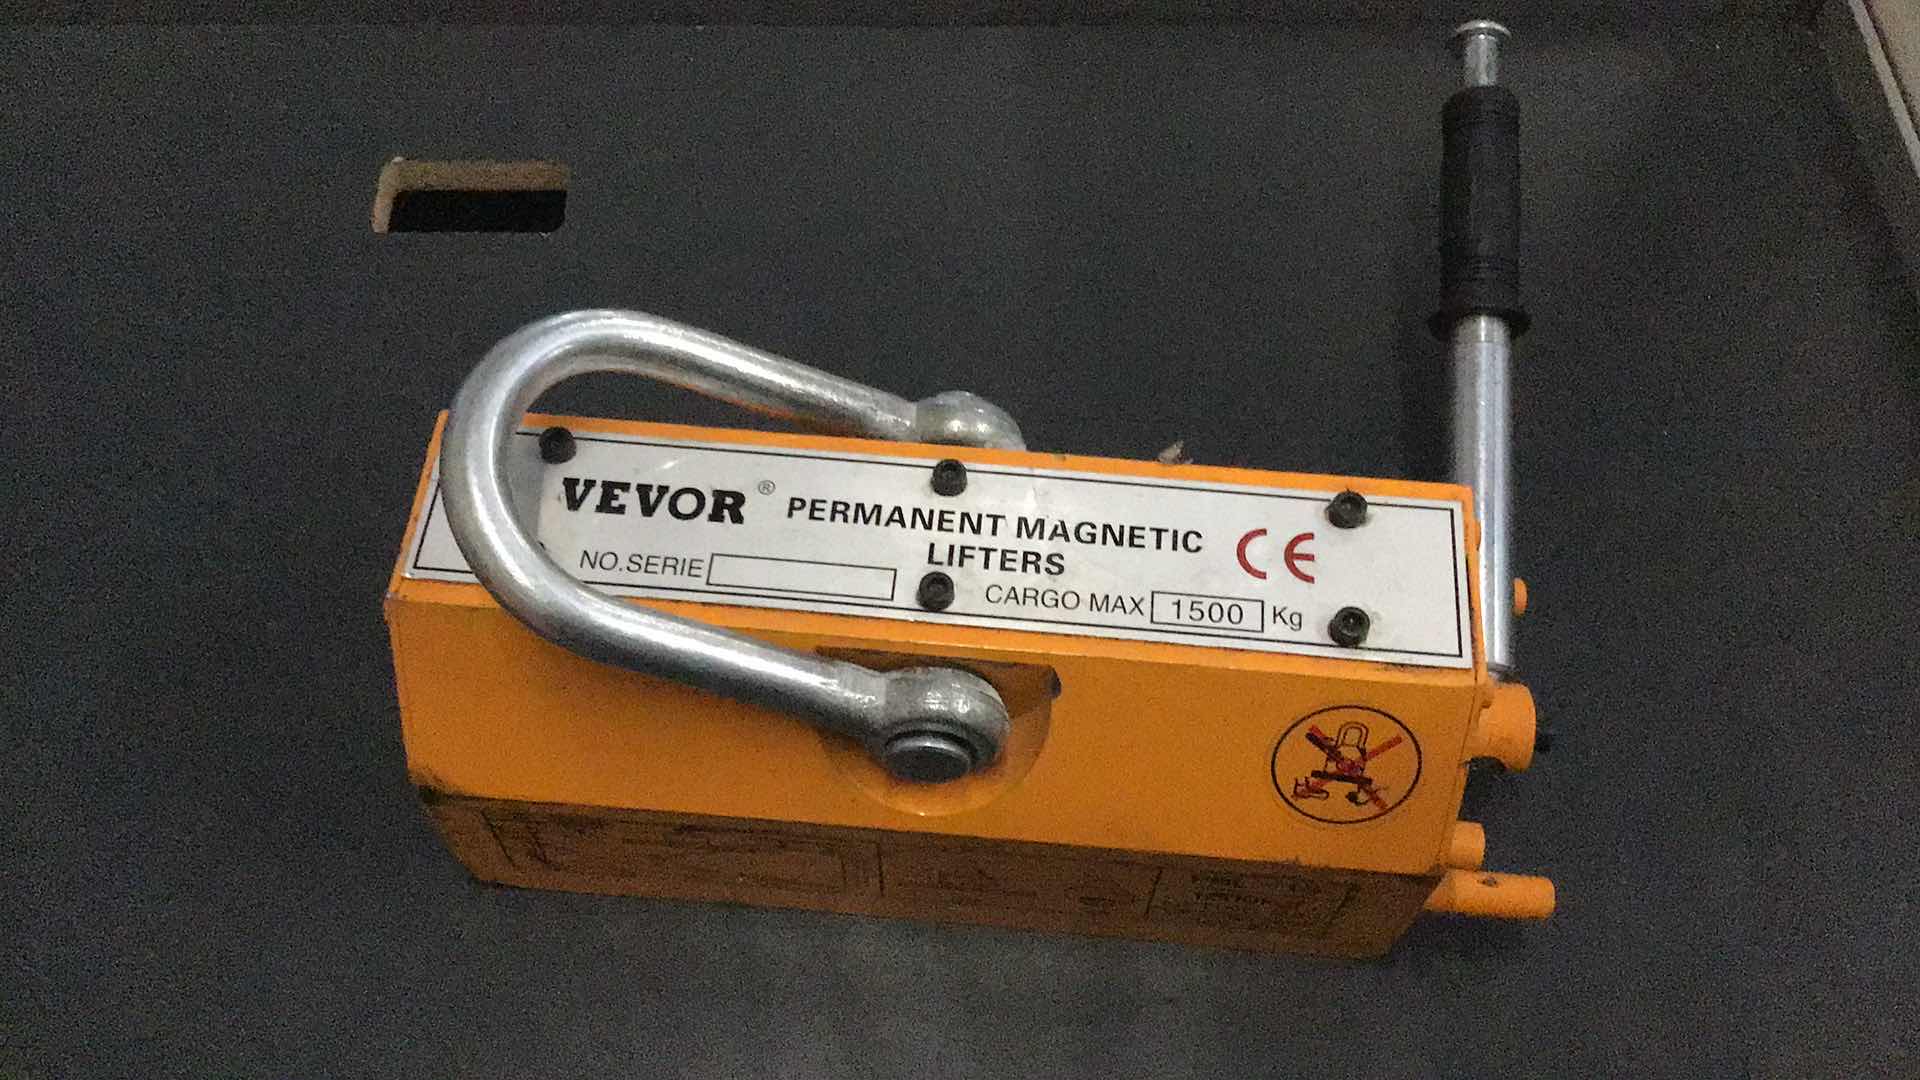 VEVOR® PERMANENT MAGNETIC
LIFTERS
NO.SERIE
CARGO MAX 1500 Kg
CE